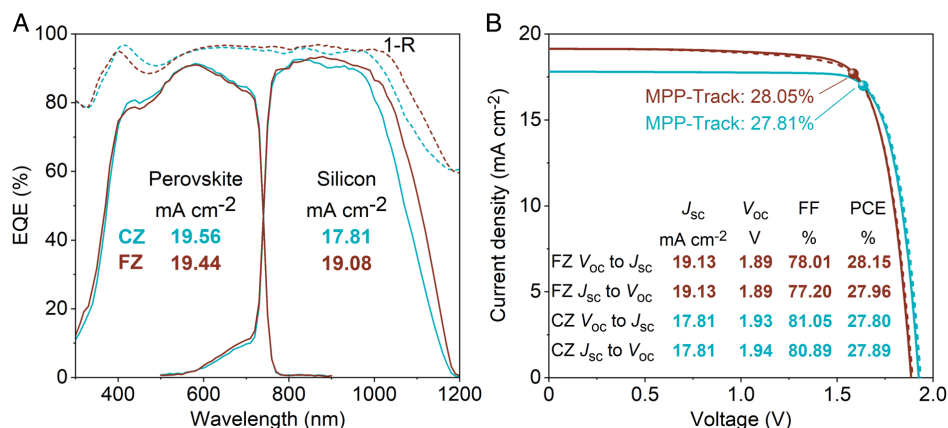 A
100
80
60
40
20
0
EQE (%)
400 600 800 1000 1200
Wavelength (nm)
1-R
Perovskite Silicon
mA cm-2 mA cm-2
CZ 19.56 17.81
FZ 19.44 19.08
B
20
15
10
5
0
Current density (mA cm-2)
0 0.5 1.0 1.5 2.0
Voltage (V)
MPP-Track: 28.05%
MPP-Track: 27.81%
Jsc Voc FF PCE
mA cm-2 V % %
FZ Voc to Jsc 19.13 1.89 78.01 28.15
FZ Jsc to Voc 19.13 1.89 77.20 27.96
CZ Voc to Jsc 17.81 1.93 81.05 27.80
CZ Jsc to Voc 17.81 1.94 80.89 27.89